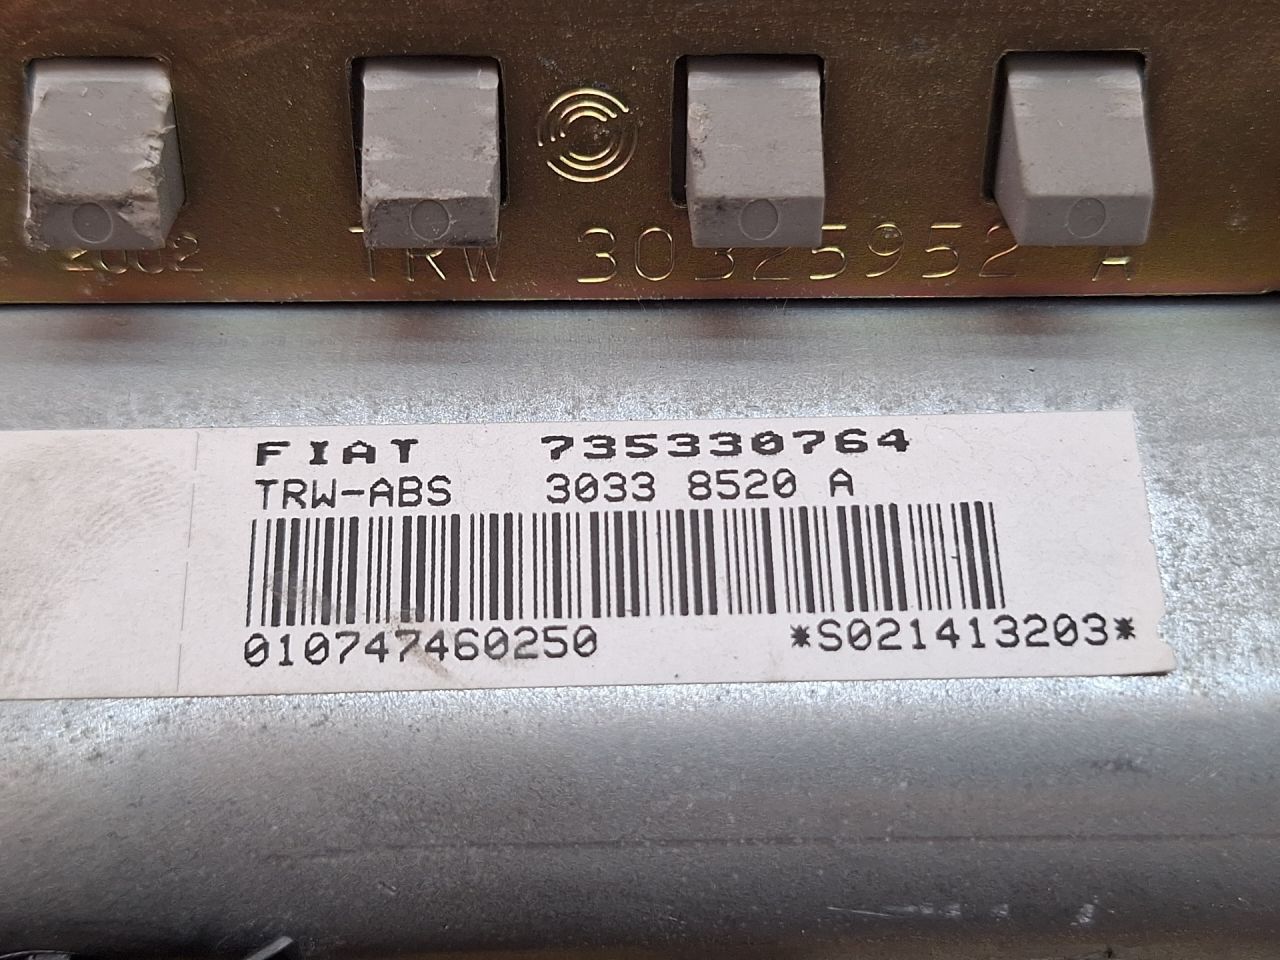 2002 TRW 30325952 A
FIAT 735330764
TRW-ABS 3033 8520 A
010747460250 *S021413203*